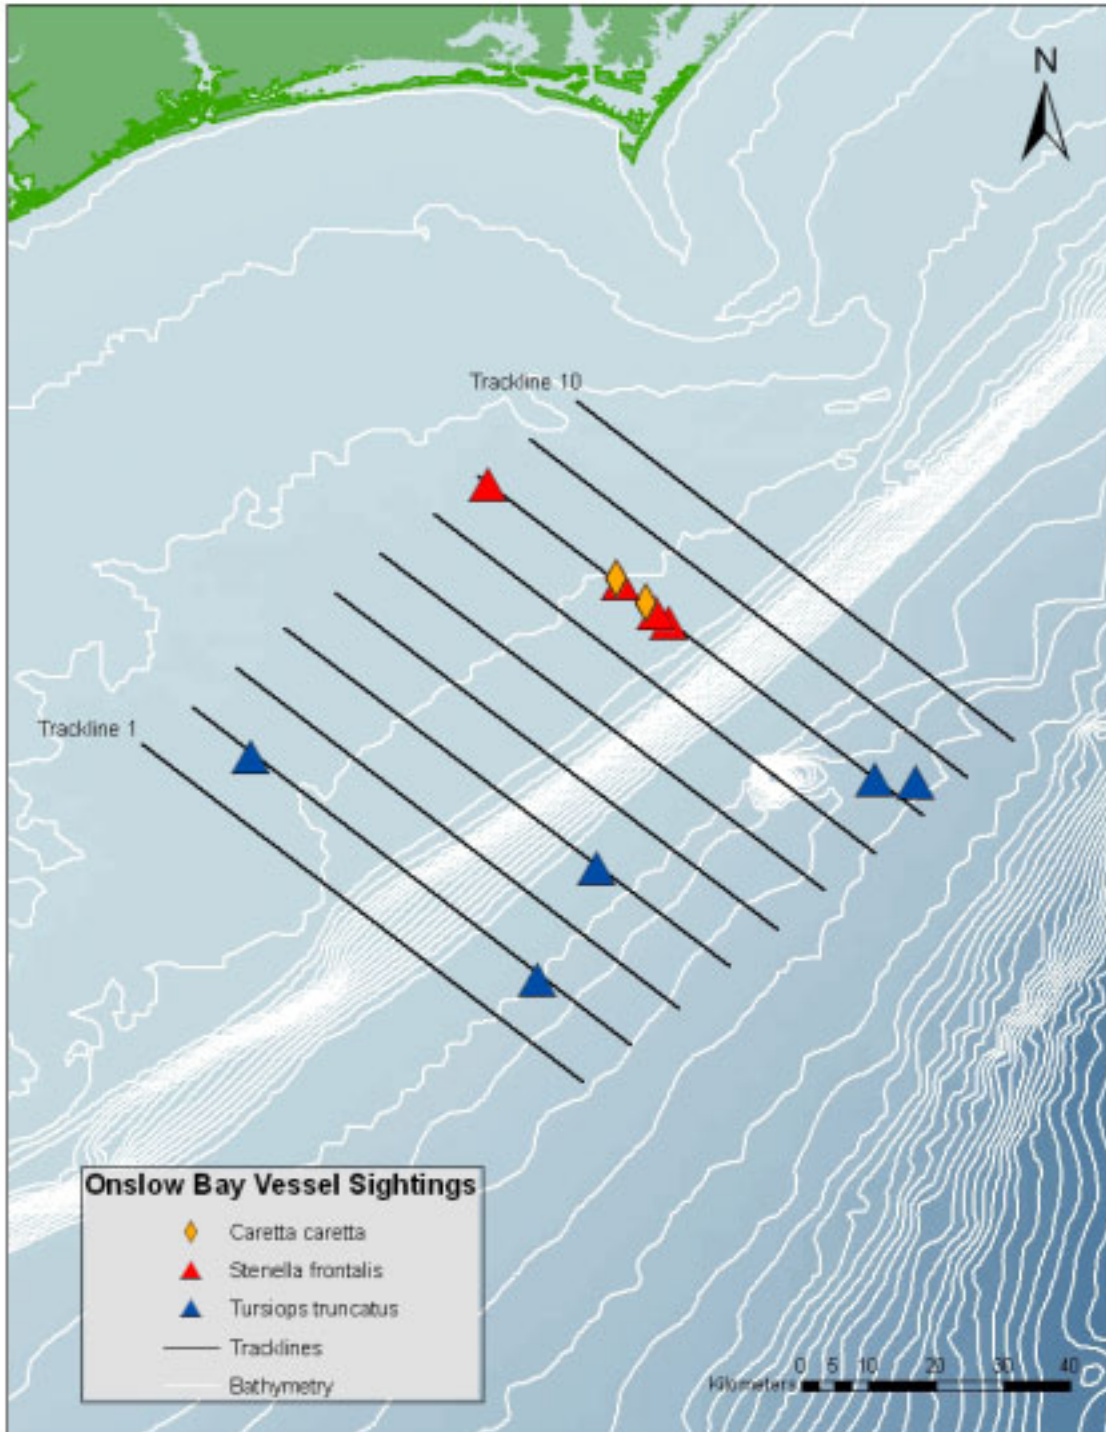 N
Trackline 10
Trackline 1
Onslow Bay Vessel Sightings
Caretta caretta
Stenella frontalis
Tursiops truncatus
Tracklines
Bathymetry
0 5 10 20 30 40
Kilometers